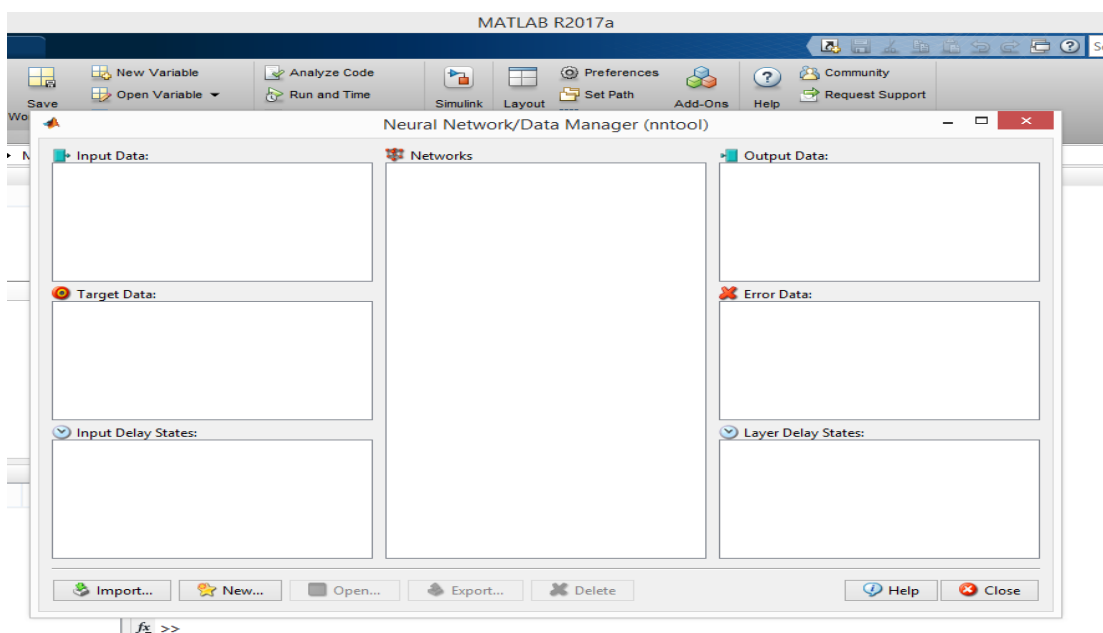 MATLAB R2017a
New Variable
Analyze Code
Preferences
Community
Open Variable
Run and Time
Set Path
Request Support
Save
Simulink
Layout
Add-Ons
Help
Neural Network/Data Manager (nntool)
Input Data:
Networks
Output Data:
Target Data:
Error Data:
Input Delay States:
Layer Delay States:
Import...
New...
Open...
Export...
Delete
Help
Close
fx >>